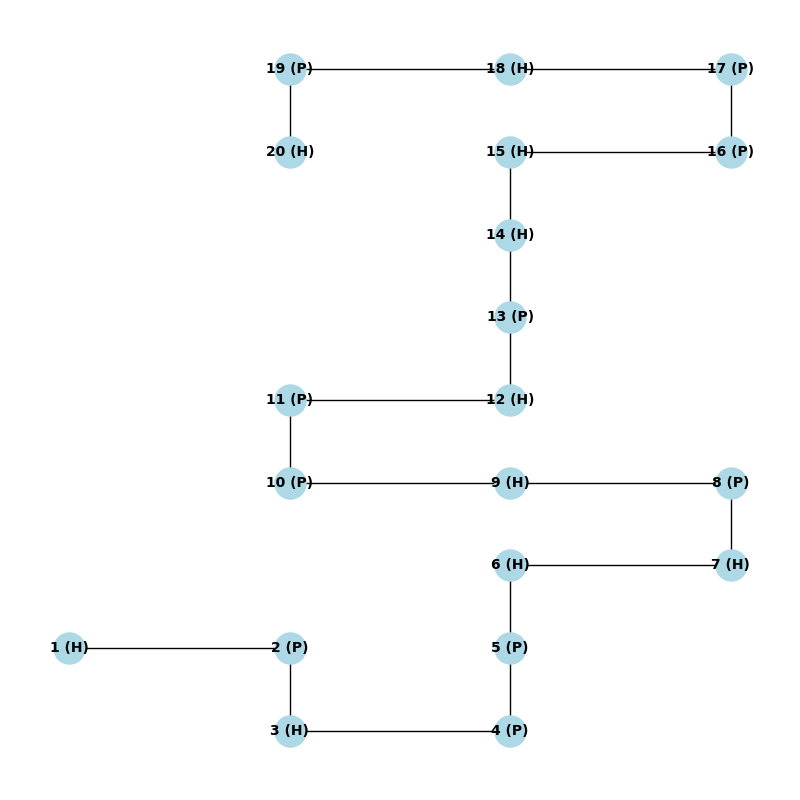 19 (P) 18 (H) 17 (P)
20 (H) 15 (H) 16 (P)
14 (H)
13 (P)
11 (P) 12 (H)
10 (P) 9 (H) 8 (P)
6 (H) 7 (H)
1 (H) 2 (P) 5 (P)
3 (H) 4 (P)